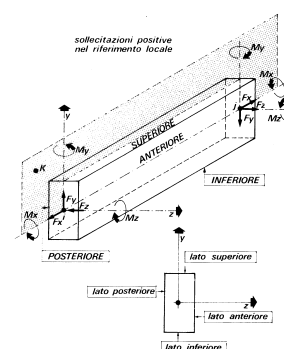 sollecitazioni positive
nel riferimento locale
My
Mx
Fx
j
Fz
Fy
Mz
y
My
SUPERIORE
ANTERIORE
K
INFERIORE
Mx
Fy
Fz
i
Fx
Mz
z
POSTERIORE
y
lato superiore
lato posteriore
z
lato anteriore
lato inferiore